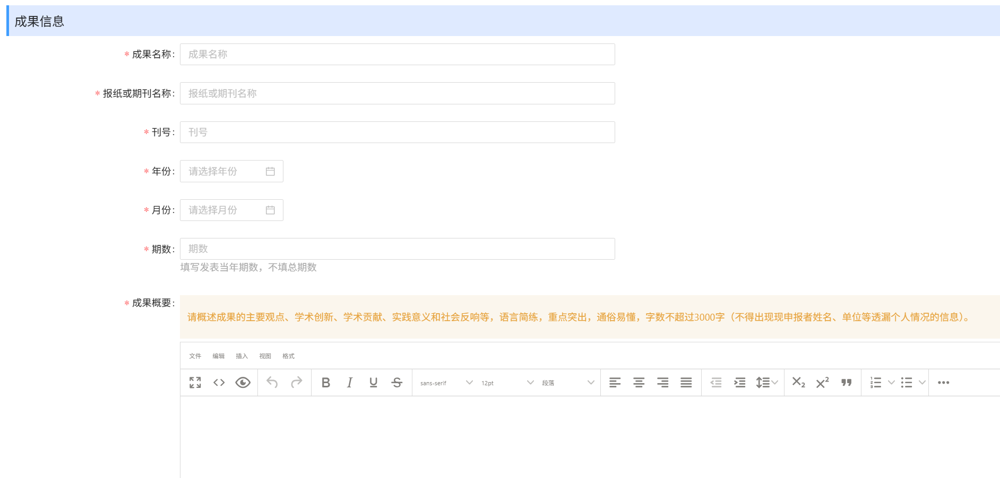 成果信息
* 成果名称: 成果名称
* 报纸或期刊名称: 报纸或期刊名称
* 刊号: 刊号
* 年份: 请选择年份
* 月份: 请选择月份
* 期数: 期数
填写发表当年期数，不填总期数
* 成果概要:
请概述成果的主要观点、学术创新、学术贡献、实践意义和社会反响等，语言简练，重点突出，通俗易懂，字数不超过3000字（不得出现现申报者姓名、单位等透漏个人情况的信息）。
文件 编辑 插入 视图 格式
B I U S sans-serif 12pt 段落 X2 X2